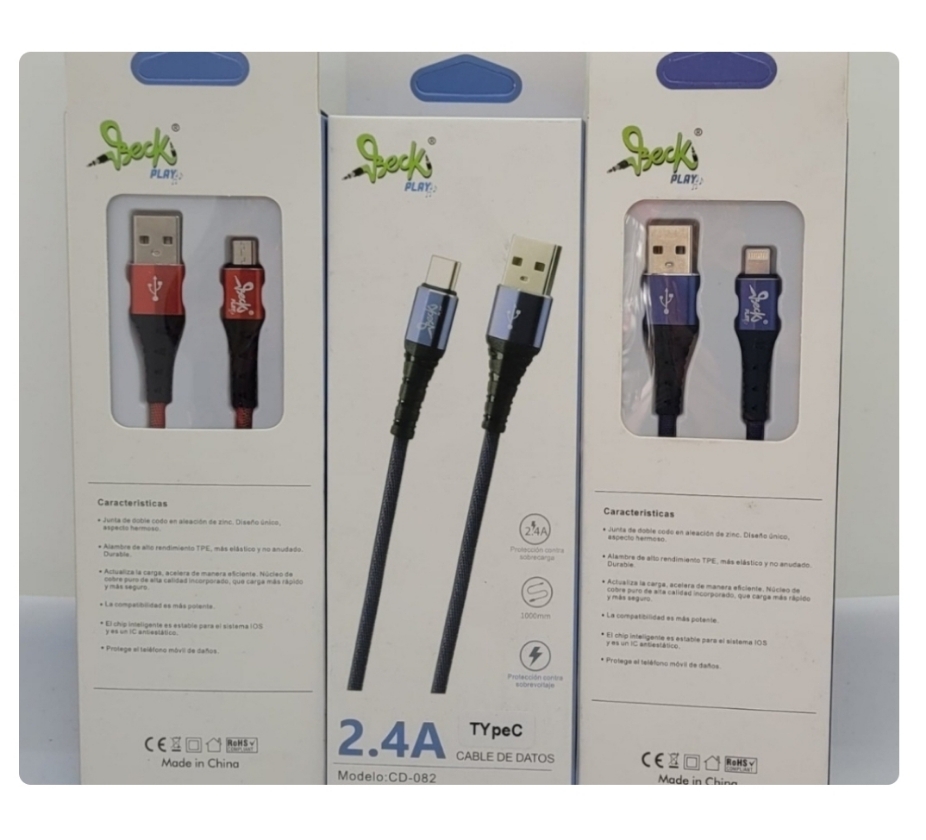 Beck®
PLAY
Características
• Junta de doble codo en aleación de zinc. Diseño único,
aspecto hermoso.
• Alambre de alto rendimiento TPE, más elástico y no anudado.
Durable.
• Actualiza la carga, acelera de manera eficiente. Núcleo de
cobre puro de alta calidad incorporado, que carga más rápido
y más seguro.
• La compatibilidad es más potente.
• El chip inteligente es estable para el sistema IOS
y es un IC antiestático.
• Protege el teléfono móvil de daños.
CE RoHS
COMPLIANT
Made in China
Beck®
PLAY
Beck
2.4A
Protección contra
sobrecarga
1000mm
Protección contra
sobrevoltaje
2.4A
TYpeC
CABLE DE DATOS
Modelo:CD-082
Beck®
PLAY
Beck
PLAY
Características
• Junta de doble codo en aleación de zinc. Diseño único,
aspecto hermoso.
• Alambre de alto rendimiento TPE, más elástico y no anudado.
Durable.
• Actualiza la carga, acelera de manera eficiente. Núcleo de
cobre puro de alta calidad incorporado, que carga más rápido
y más seguro.
• La compatibilidad es más potente.
• El chip inteligente es estable para el sistema IOS
y es un IC antiestático.
• Protege el teléfono móvil de daños.
CE RoHS
COMPLIANT
Made in China